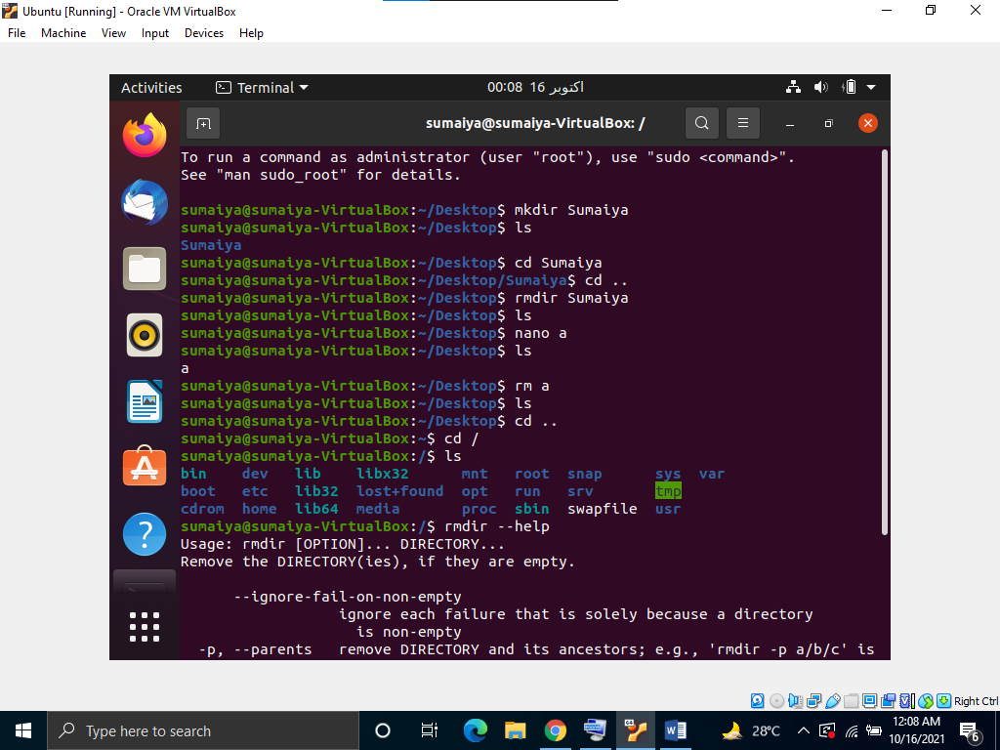 Ubuntu [Running] - Oracle VM VirtualBox
File Machine View Input Devices Help
Activities Terminal 00:08 16 اکتوبر
sumaiya@sumaiya-VirtualBox: /
To run a command as administrator (user "root"), use "sudo <command>".
See "man sudo_root" for details.
sumaiya@sumaiya-VirtualBox:~/Desktop$ mkdir Sumaiya
sumaiya@sumaiya-VirtualBox:~/Desktop$ ls
Sumaiya
sumaiya@sumaiya-VirtualBox:~/Desktop$ cd Sumaiya
sumaiya@sumaiya-VirtualBox:~/Desktop/Sumaiya$ cd ..
sumaiya@sumaiya-VirtualBox:~/Desktop$ rmdir Sumaiya
sumaiya@sumaiya-VirtualBox:~/Desktop$ ls
sumaiya@sumaiya-VirtualBox:~/Desktop$ nano a
sumaiya@sumaiya-VirtualBox:~/Desktop$ ls
a
sumaiya@sumaiya-VirtualBox:~/Desktop$ rm a
sumaiya@sumaiya-VirtualBox:~/Desktop$ ls
sumaiya@sumaiya-VirtualBox:~/Desktop$ cd ..
sumaiya@sumaiya-VirtualBox:~$ cd /
sumaiya@sumaiya-VirtualBox:/$ ls
bin dev lib libx32 mnt root snap sys var
boot etc lib32 lost+found opt run srv tmp
cdrom home lib64 media proc sbin swapfile usr
sumaiya@sumaiya-VirtualBox:/$ rmdir --help
Usage: rmdir [OPTION]... DIRECTORY...
Remove the DIRECTORY(ies), if they are empty.
--ignore-fail-on-non-empty
ignore each failure that is solely because a directory
is non-empty
-p, --parents remove DIRECTORY and its ancestors; e.g., 'rmdir -p a/b/c' is
Right Ctrl
Type here to search
28°C
12:08 AM
10/16/2021
6